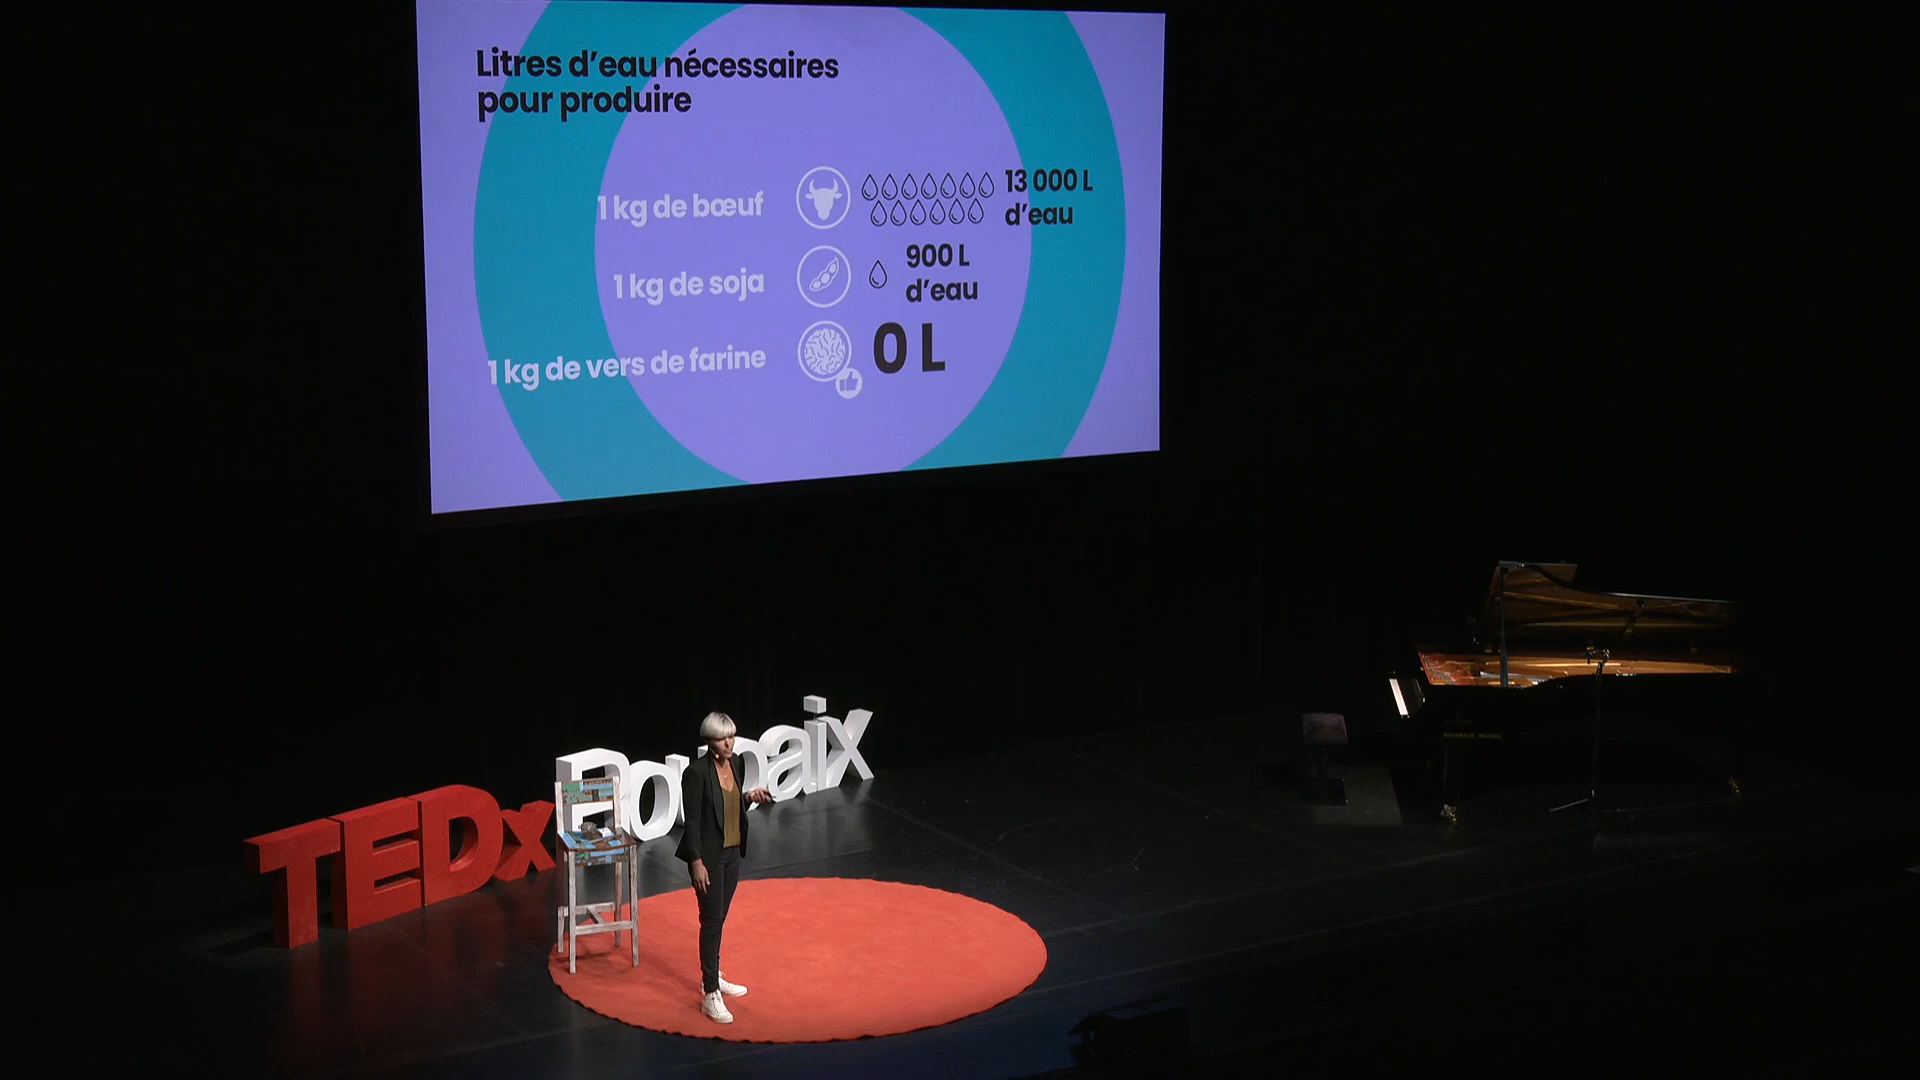 Litres d’eau nécessaires
pour produire
1 kg de bœuf
13 000 L
d’eau
1 kg de soja
900 L
d’eau
1 kg de vers de farine
0 L
TEDx
Roubaix